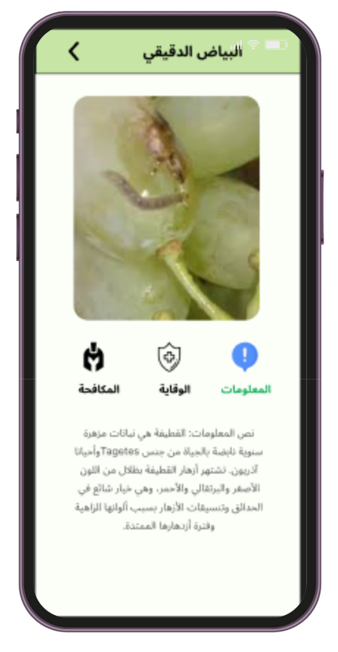 البياض الدقيقي
المعلومات
الوقاية
المكافحة
نص المعلومات: القطيفة هي نباتات مزهرة
سنوية نابضة بالحياة من جنس Tagetes وأحيانا
آذريون. تشتهر أزهار القطيفة بظلال من اللون
الأصفر والبرتقالي والأحمر، وهي خيار شائع في
الحدائق وتنسيقات الأزهار بسبب ألوانها الزاهية
وفترة أزدهارها الممتدة.